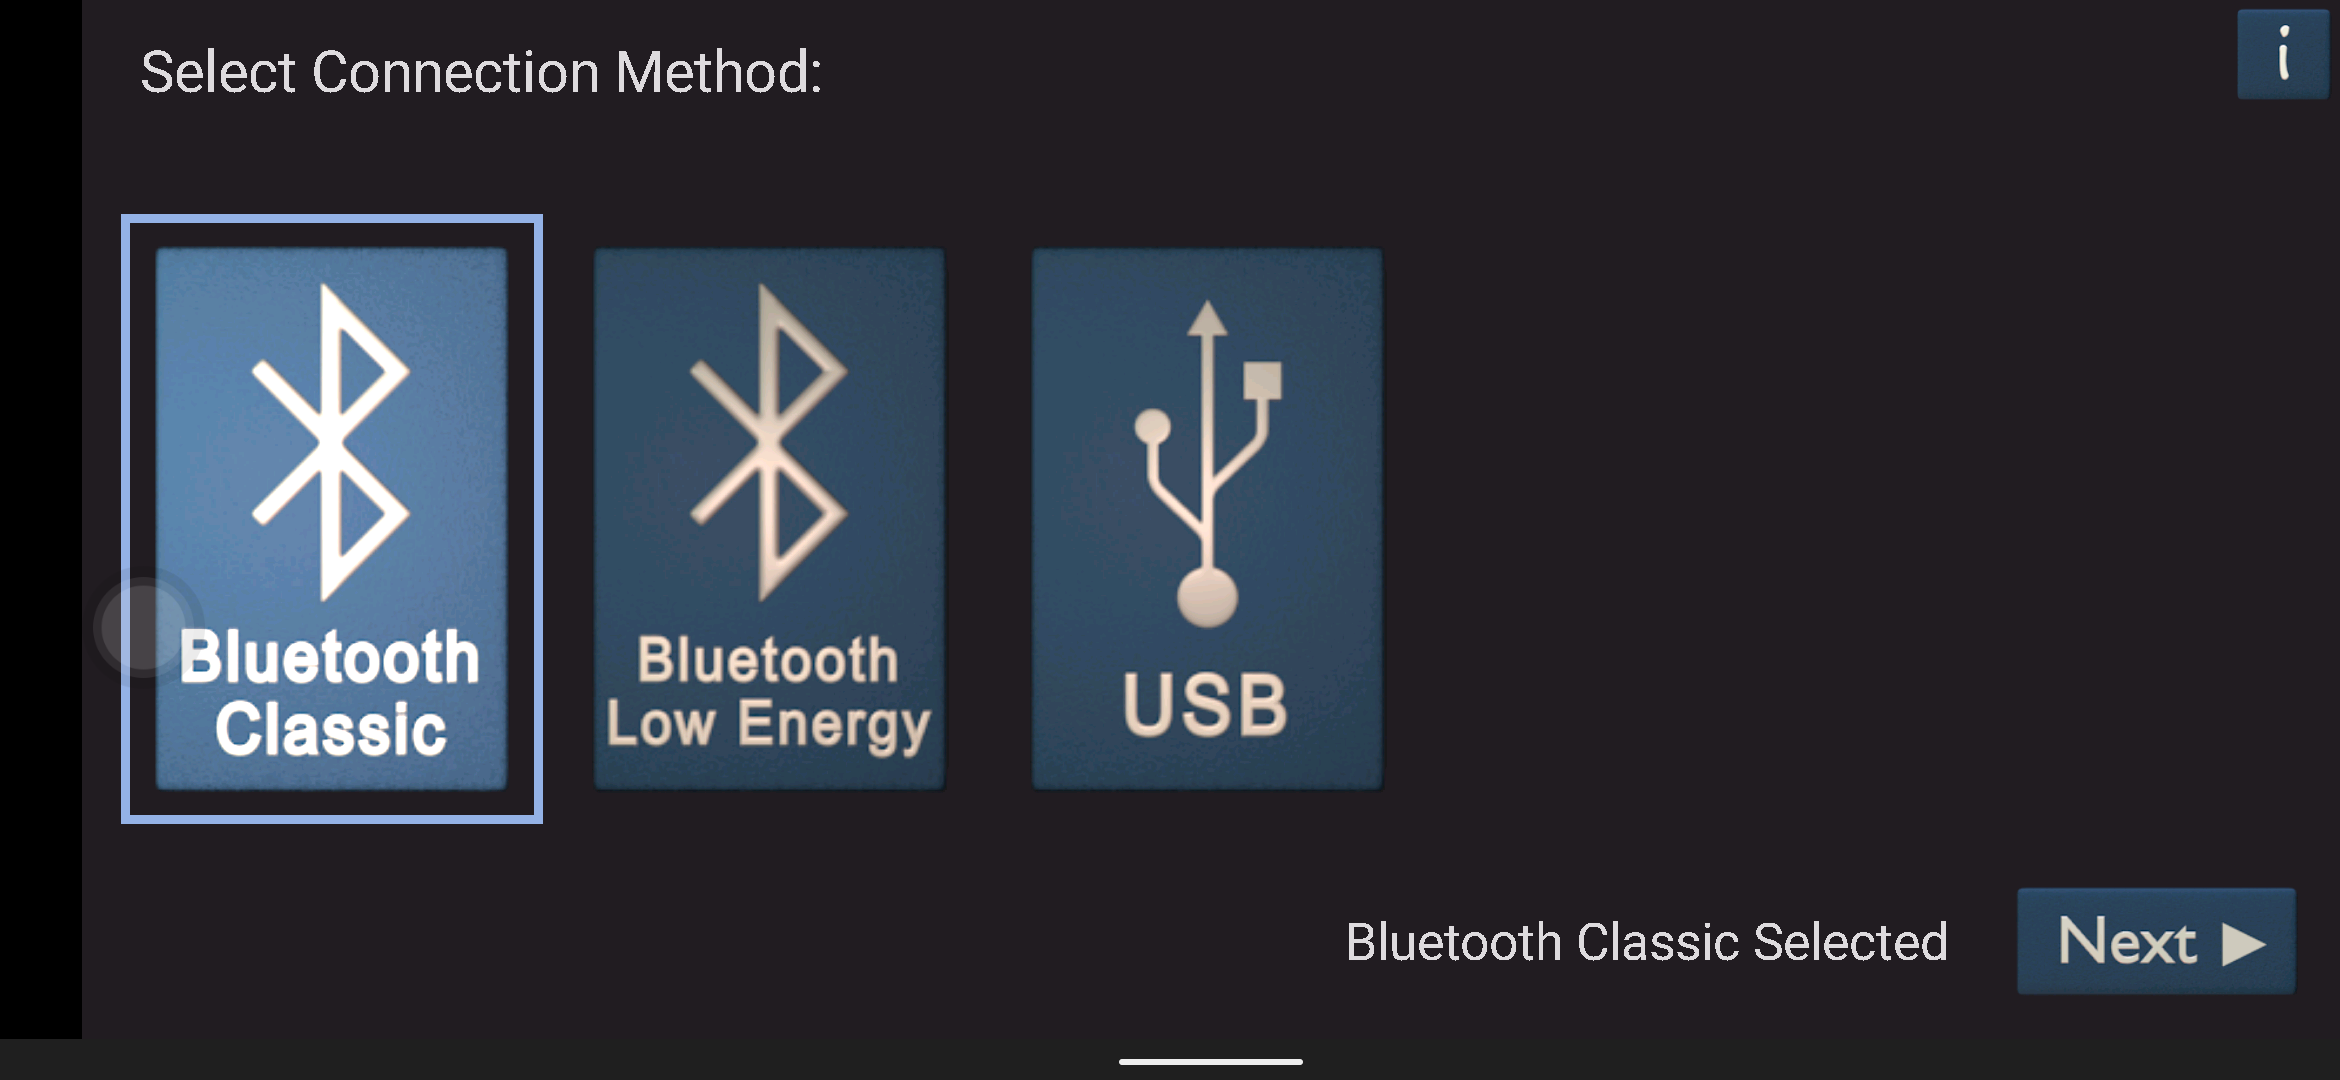 Select Connection Method:
i
Bluetooth
Classic
Bluetooth
Low Energy
USB
Bluetooth Classic Selected
Next